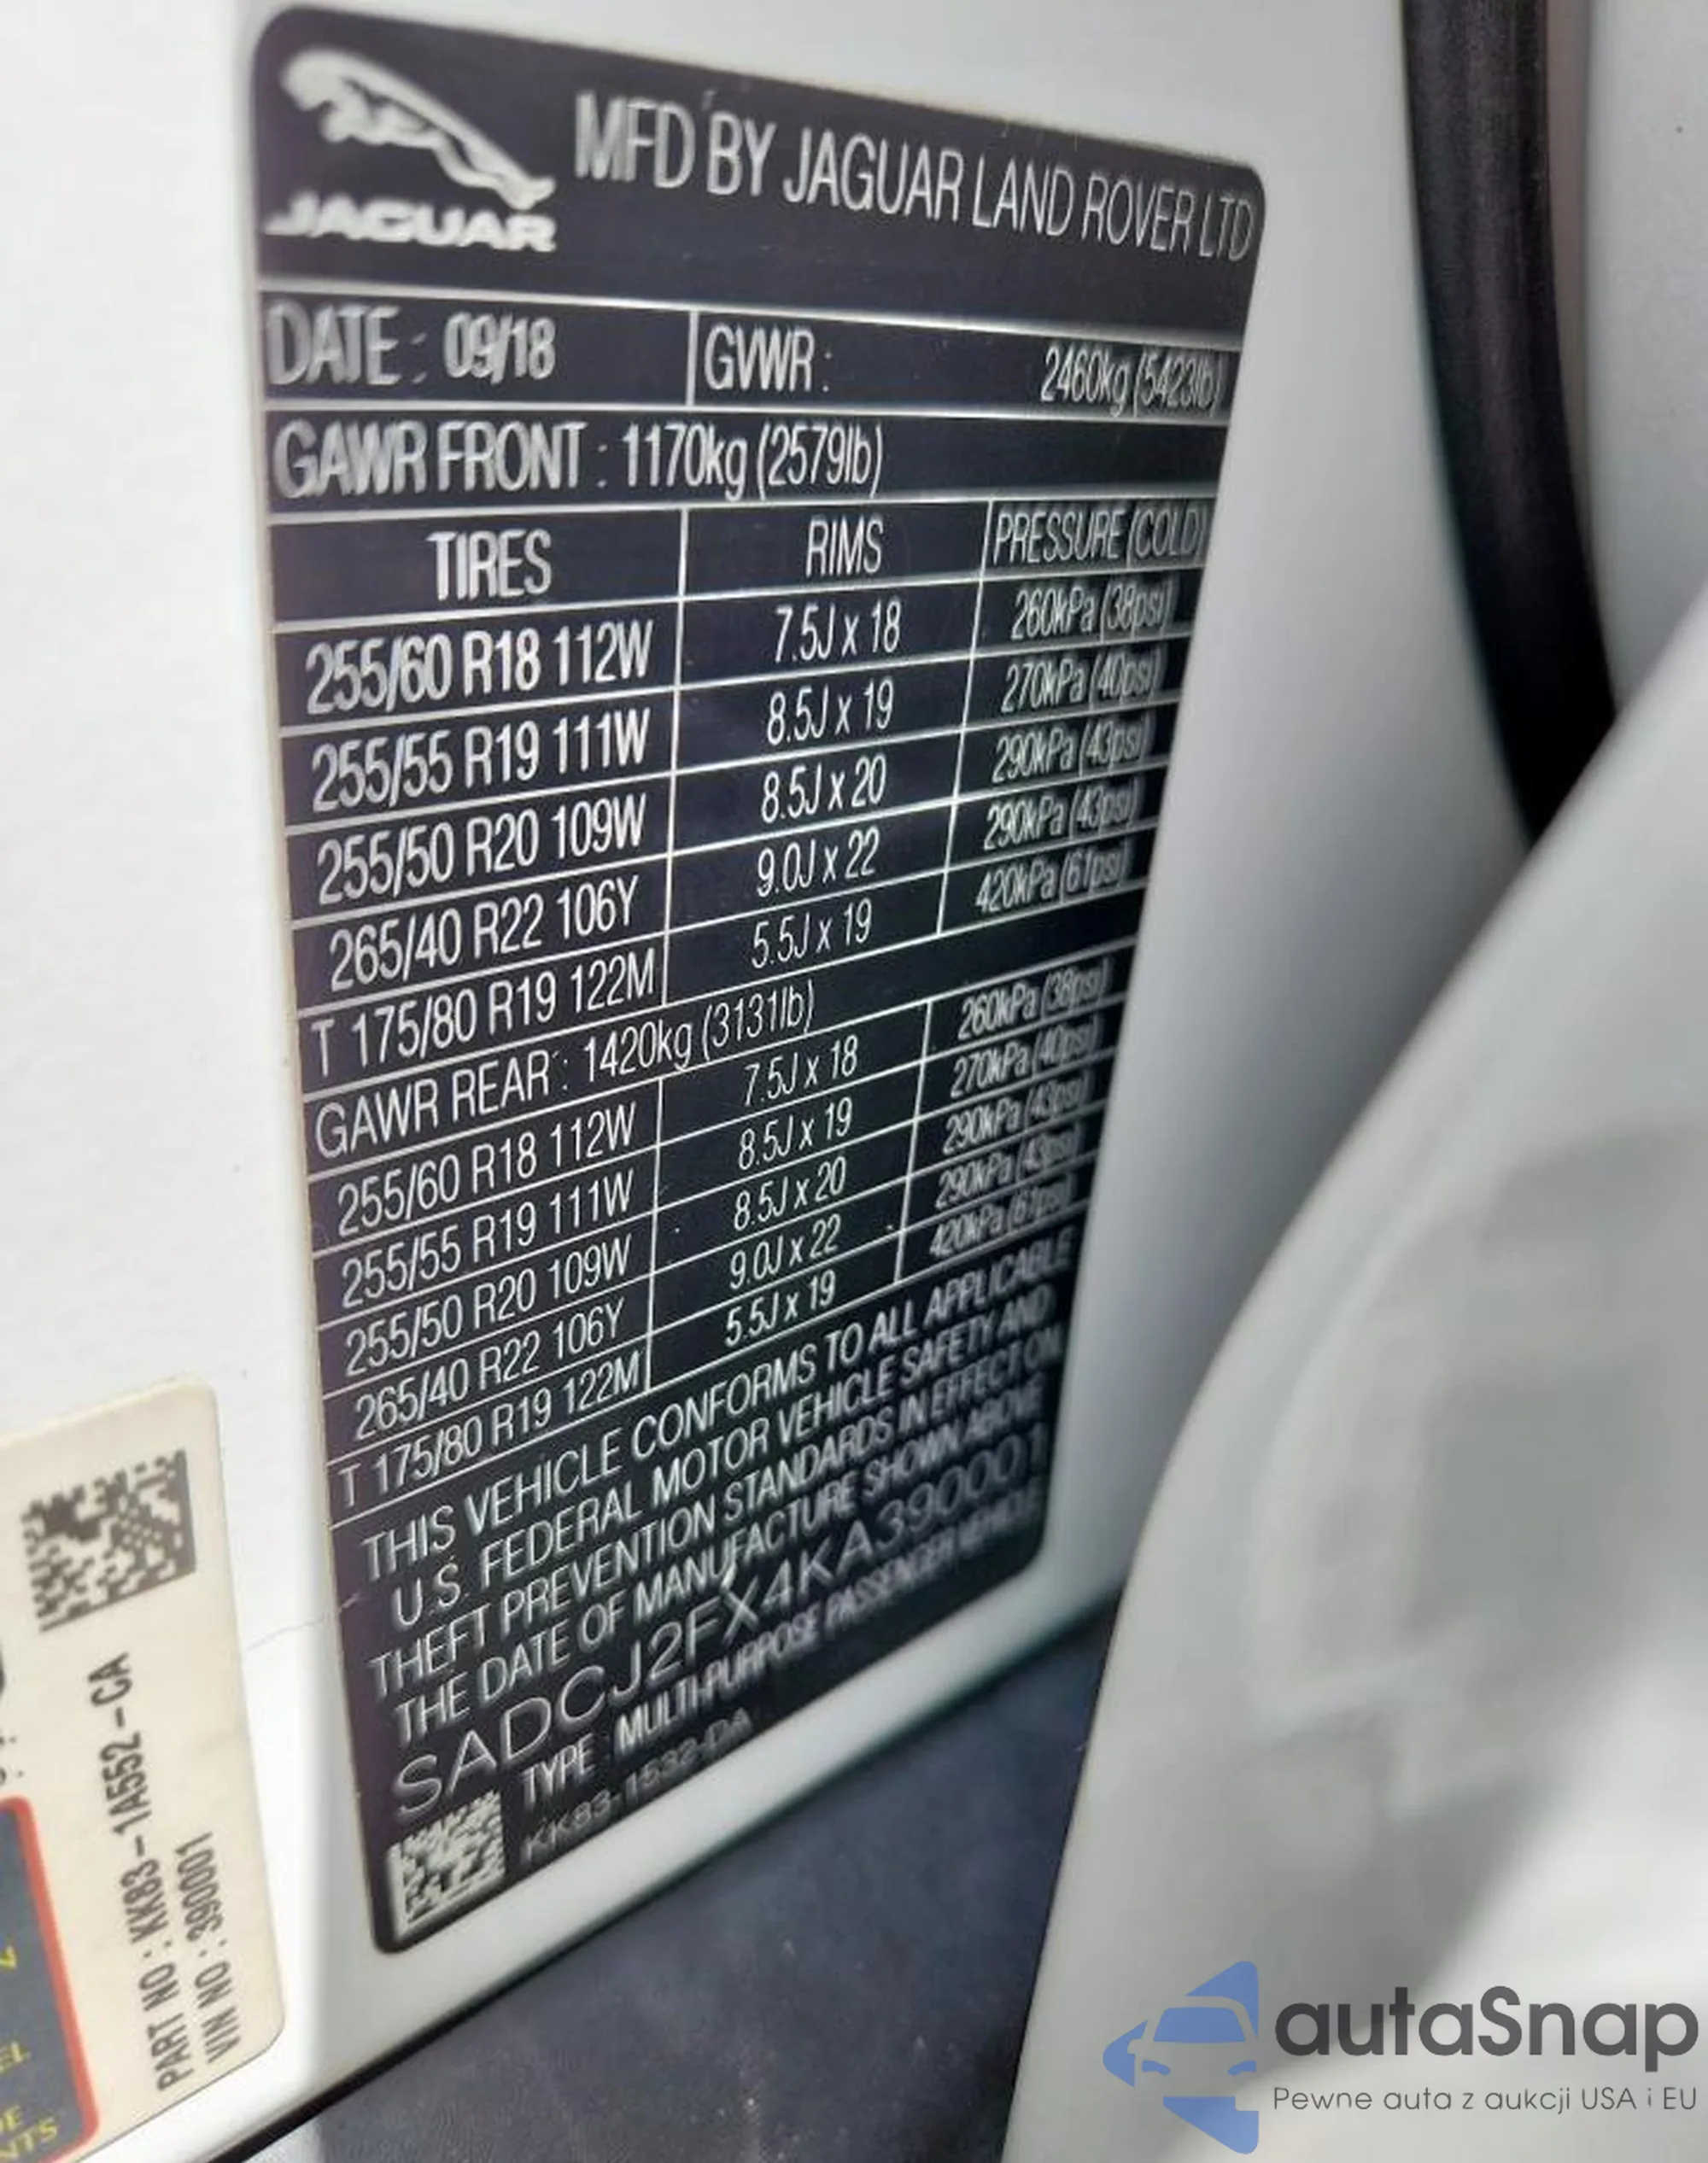 JAGUAR
MFD BY JAGUAR LAND ROVER LTD
DATE : 09/18 GVWR : 2460kg (5423lb)
GAWR FRONT : 1170kg (2579lb)
TIRES RIMS PRESSURE (COLD)
255/60 R18 112W 7.5J x 18 260kPa (38psi)
255/55 R19 111W 8.5J x 19 270kPa (40psi)
255/50 R20 109W 8.5J x 20 290kPa (43psi)
265/40 R22 106Y 9.0J x 22 290kPa (43psi)
T 175/80 R19 122M 5.5J x 19 420kPa (61psi)
GAWR REAR : 1420kg (3131lb)
255/60 R18 112W 7.5J x 18 260kPa (38psi)
255/55 R19 111W 8.5J x 19 270kPa (40psi)
255/50 R20 109W 8.5J x 20 290kPa (43psi)
265/40 R22 106Y 9.0J x 22 290kPa (43psi)
T 175/80 R19 122M 5.5J x 19 420kPa (61psi)
THIS VEHICLE CONFORMS TO ALL APPLICABLE
U.S. FEDERAL MOTOR VEHICLE SAFETY AND
THEFT PREVENTION STANDARDS IN EFFECT ON
THE DATE OF MANUFACTURE SHOWN ABOVE
SADCJ2FX4KA390001
TYPE : MULTI-PURPOSE PASSENGER VEHICLE
KK83-1532-DA
PART NO : KK83-1A552-CA
VIN NO : 390001
autaSnap
Pewne auta z aukcji USA i EU